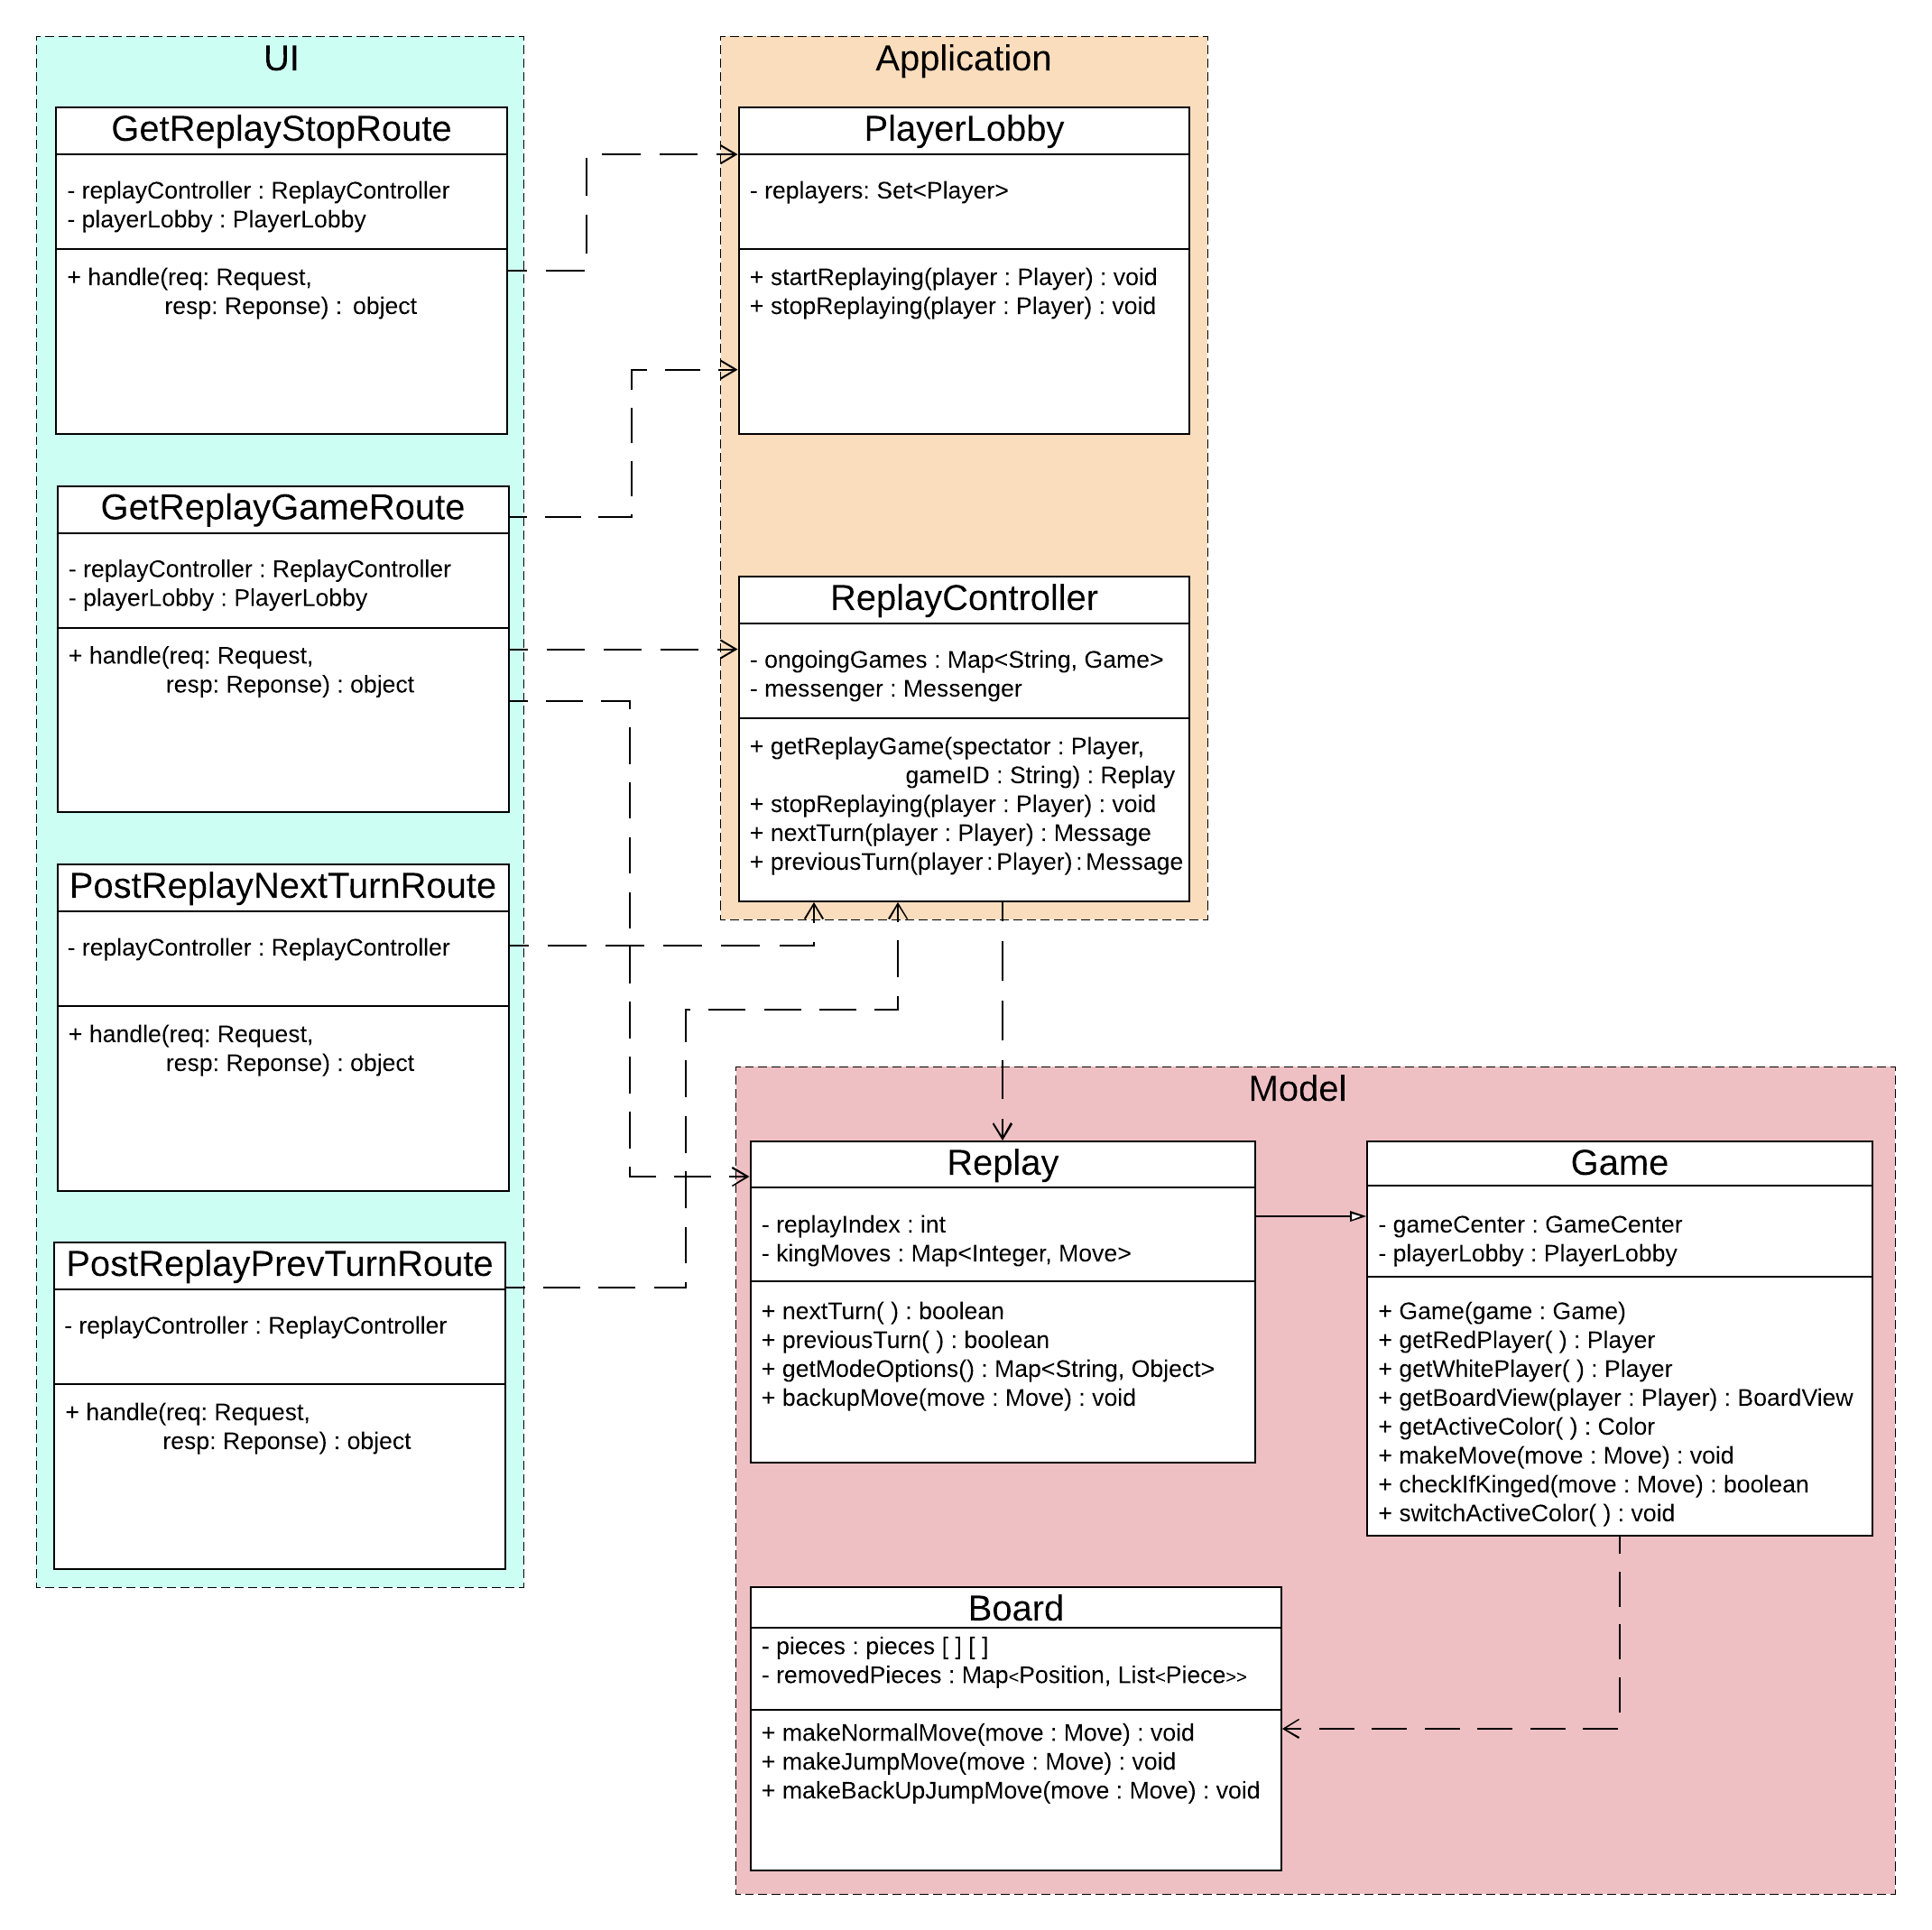 UI
GetReplayStopRoute
- replayController : ReplayController
- playerLobby : PlayerLobby
+ handle(req: Request,
resp: Reponse) : object
GetReplayGameRoute
- replayController : ReplayController
- playerLobby : PlayerLobby
+ handle(req: Request,
resp: Reponse) : object
PostReplayNextTurnRoute
- replayController : ReplayController
+ handle(req: Request,
resp: Reponse) : object
PostReplayPrevTurnRoute
- replayController : ReplayController
+ handle(req: Request,
resp: Reponse) : object
Application
PlayerLobby
- replayers: Set<Player>
+ startReplaying(player : Player) : void
+ stopReplaying(player : Player) : void
ReplayController
- ongoingGames : Map<String, Game>
- messenger : Messenger
+ getReplayGame(spectator : Player,
gameID : String) : Replay
+ stopReplaying(player : Player) : void
+ nextTurn(player : Player) : Message
+ previousTurn(player : Player) : Message
Model
Replay
- replayIndex : int
- kingMoves : Map<Integer, Move>
+ nextTurn( ) : boolean
+ previousTurn( ) : boolean
+ getModeOptions() : Map<String, Object>
+ backupMove(move : Move) : void
Game
- gameCenter : GameCenter
- playerLobby : PlayerLobby
+ Game(game : Game)
+ getRedPlayer( ) : Player
+ getWhitePlayer( ) : Player
+ getBoardView(player : Player) : BoardView
+ getActiveColor( ) : Color
+ makeMove(move : Move) : void
+ checkIfKinged(move : Move) : boolean
+ switchActiveColor( ) : void
Board
- pieces : pieces [ ] [ ]
- removedPieces : Map<Position, List<Piece>>
+ makeNormalMove(move : Move) : void
+ makeJumpMove(move : Move) : void
+ makeBackUpJumpMove(move : Move) : void